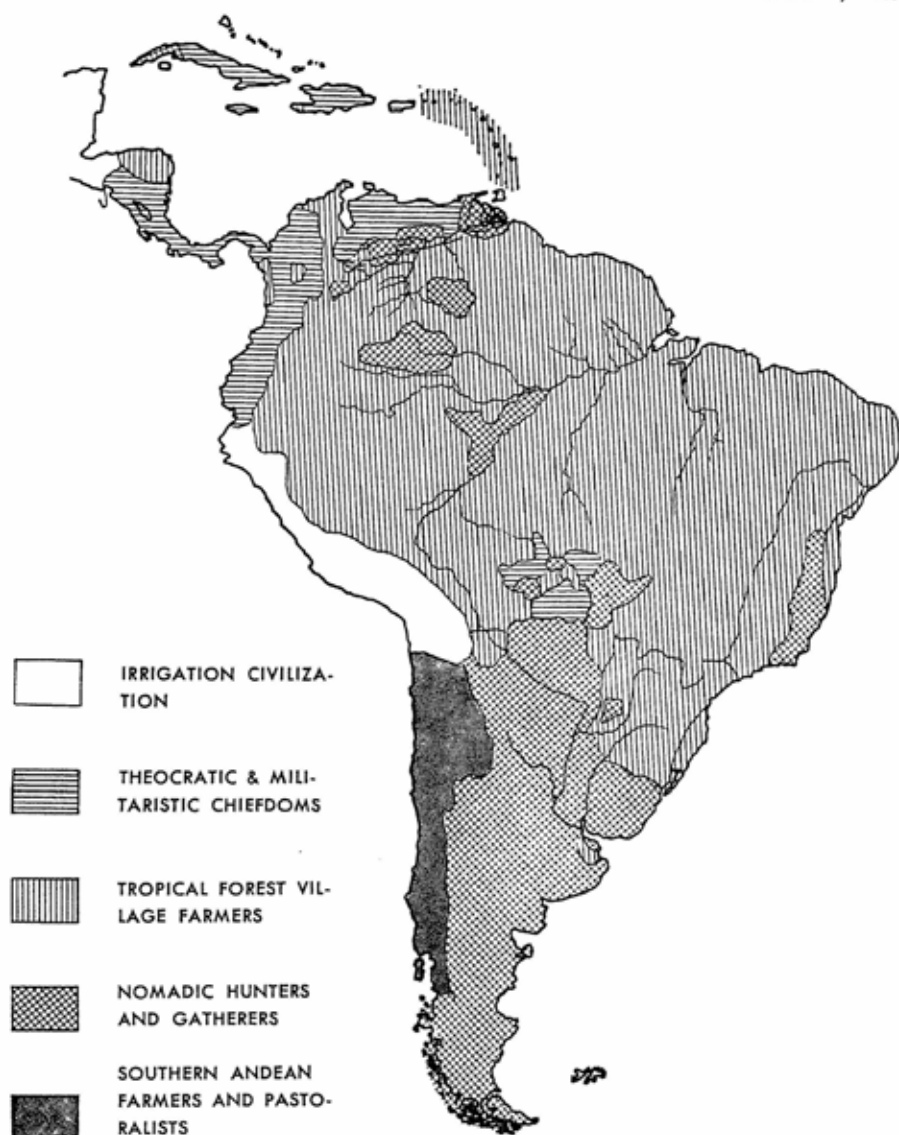 IRRIGATION CIVILIZA-
TION
THEOCRATIC & MILI-
TARISTIC CHIEFDOMS
TROPICAL FOREST VIL-
LAGE FARMERS
NOMADIC HUNTERS
AND GATHERERS
SOUTHERN ANDEAN
FARMERS AND PASTO-
RALISTS